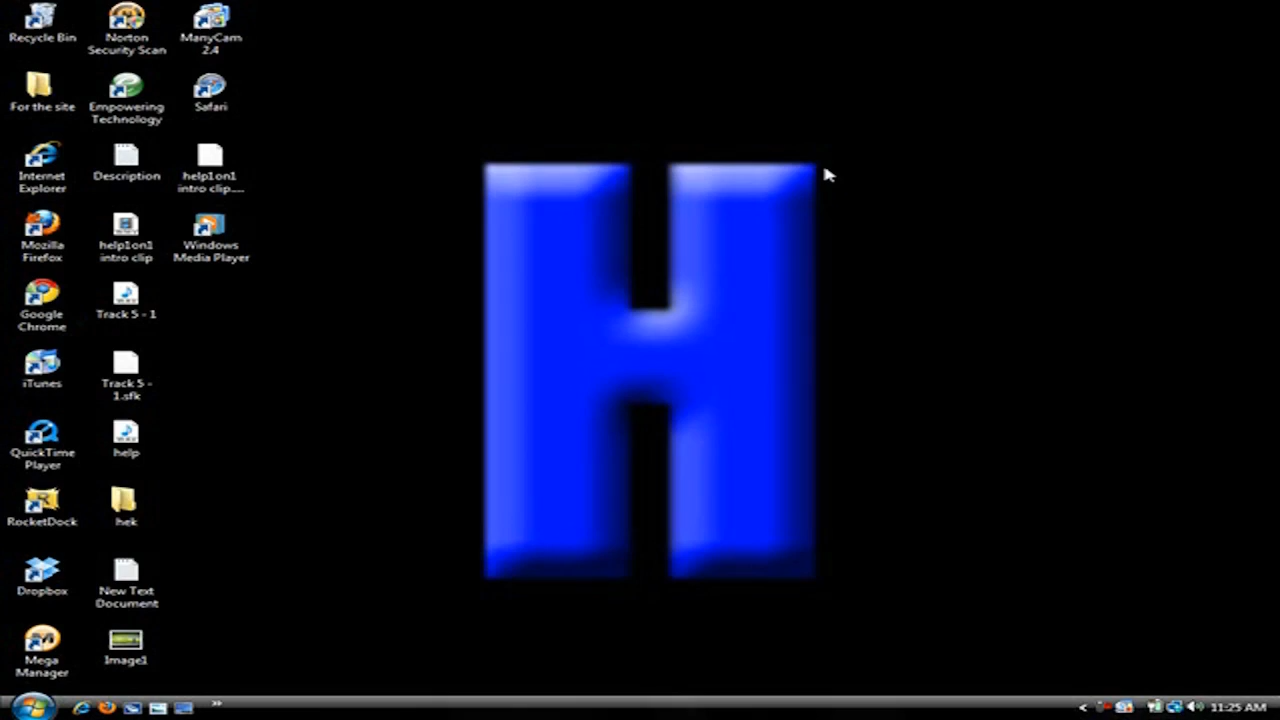 Recycle Bin
Norton
Security Scan
ManyCam
2.4
For the site
Empowering
Technology
Safari
Internet
Explorer
Description
help1on1
intro clip....
Mozilla
Firefox
help1on1
intro clip
Windows
Media Player
Google
Chrome
Track 5 - 1
iTunes
Track 5 -
1.sfk
QuickTime
Player
help
RocketDock
hek
Dropbox
New Text
Document
Mega
Manager
Image1
H
11:25 AM